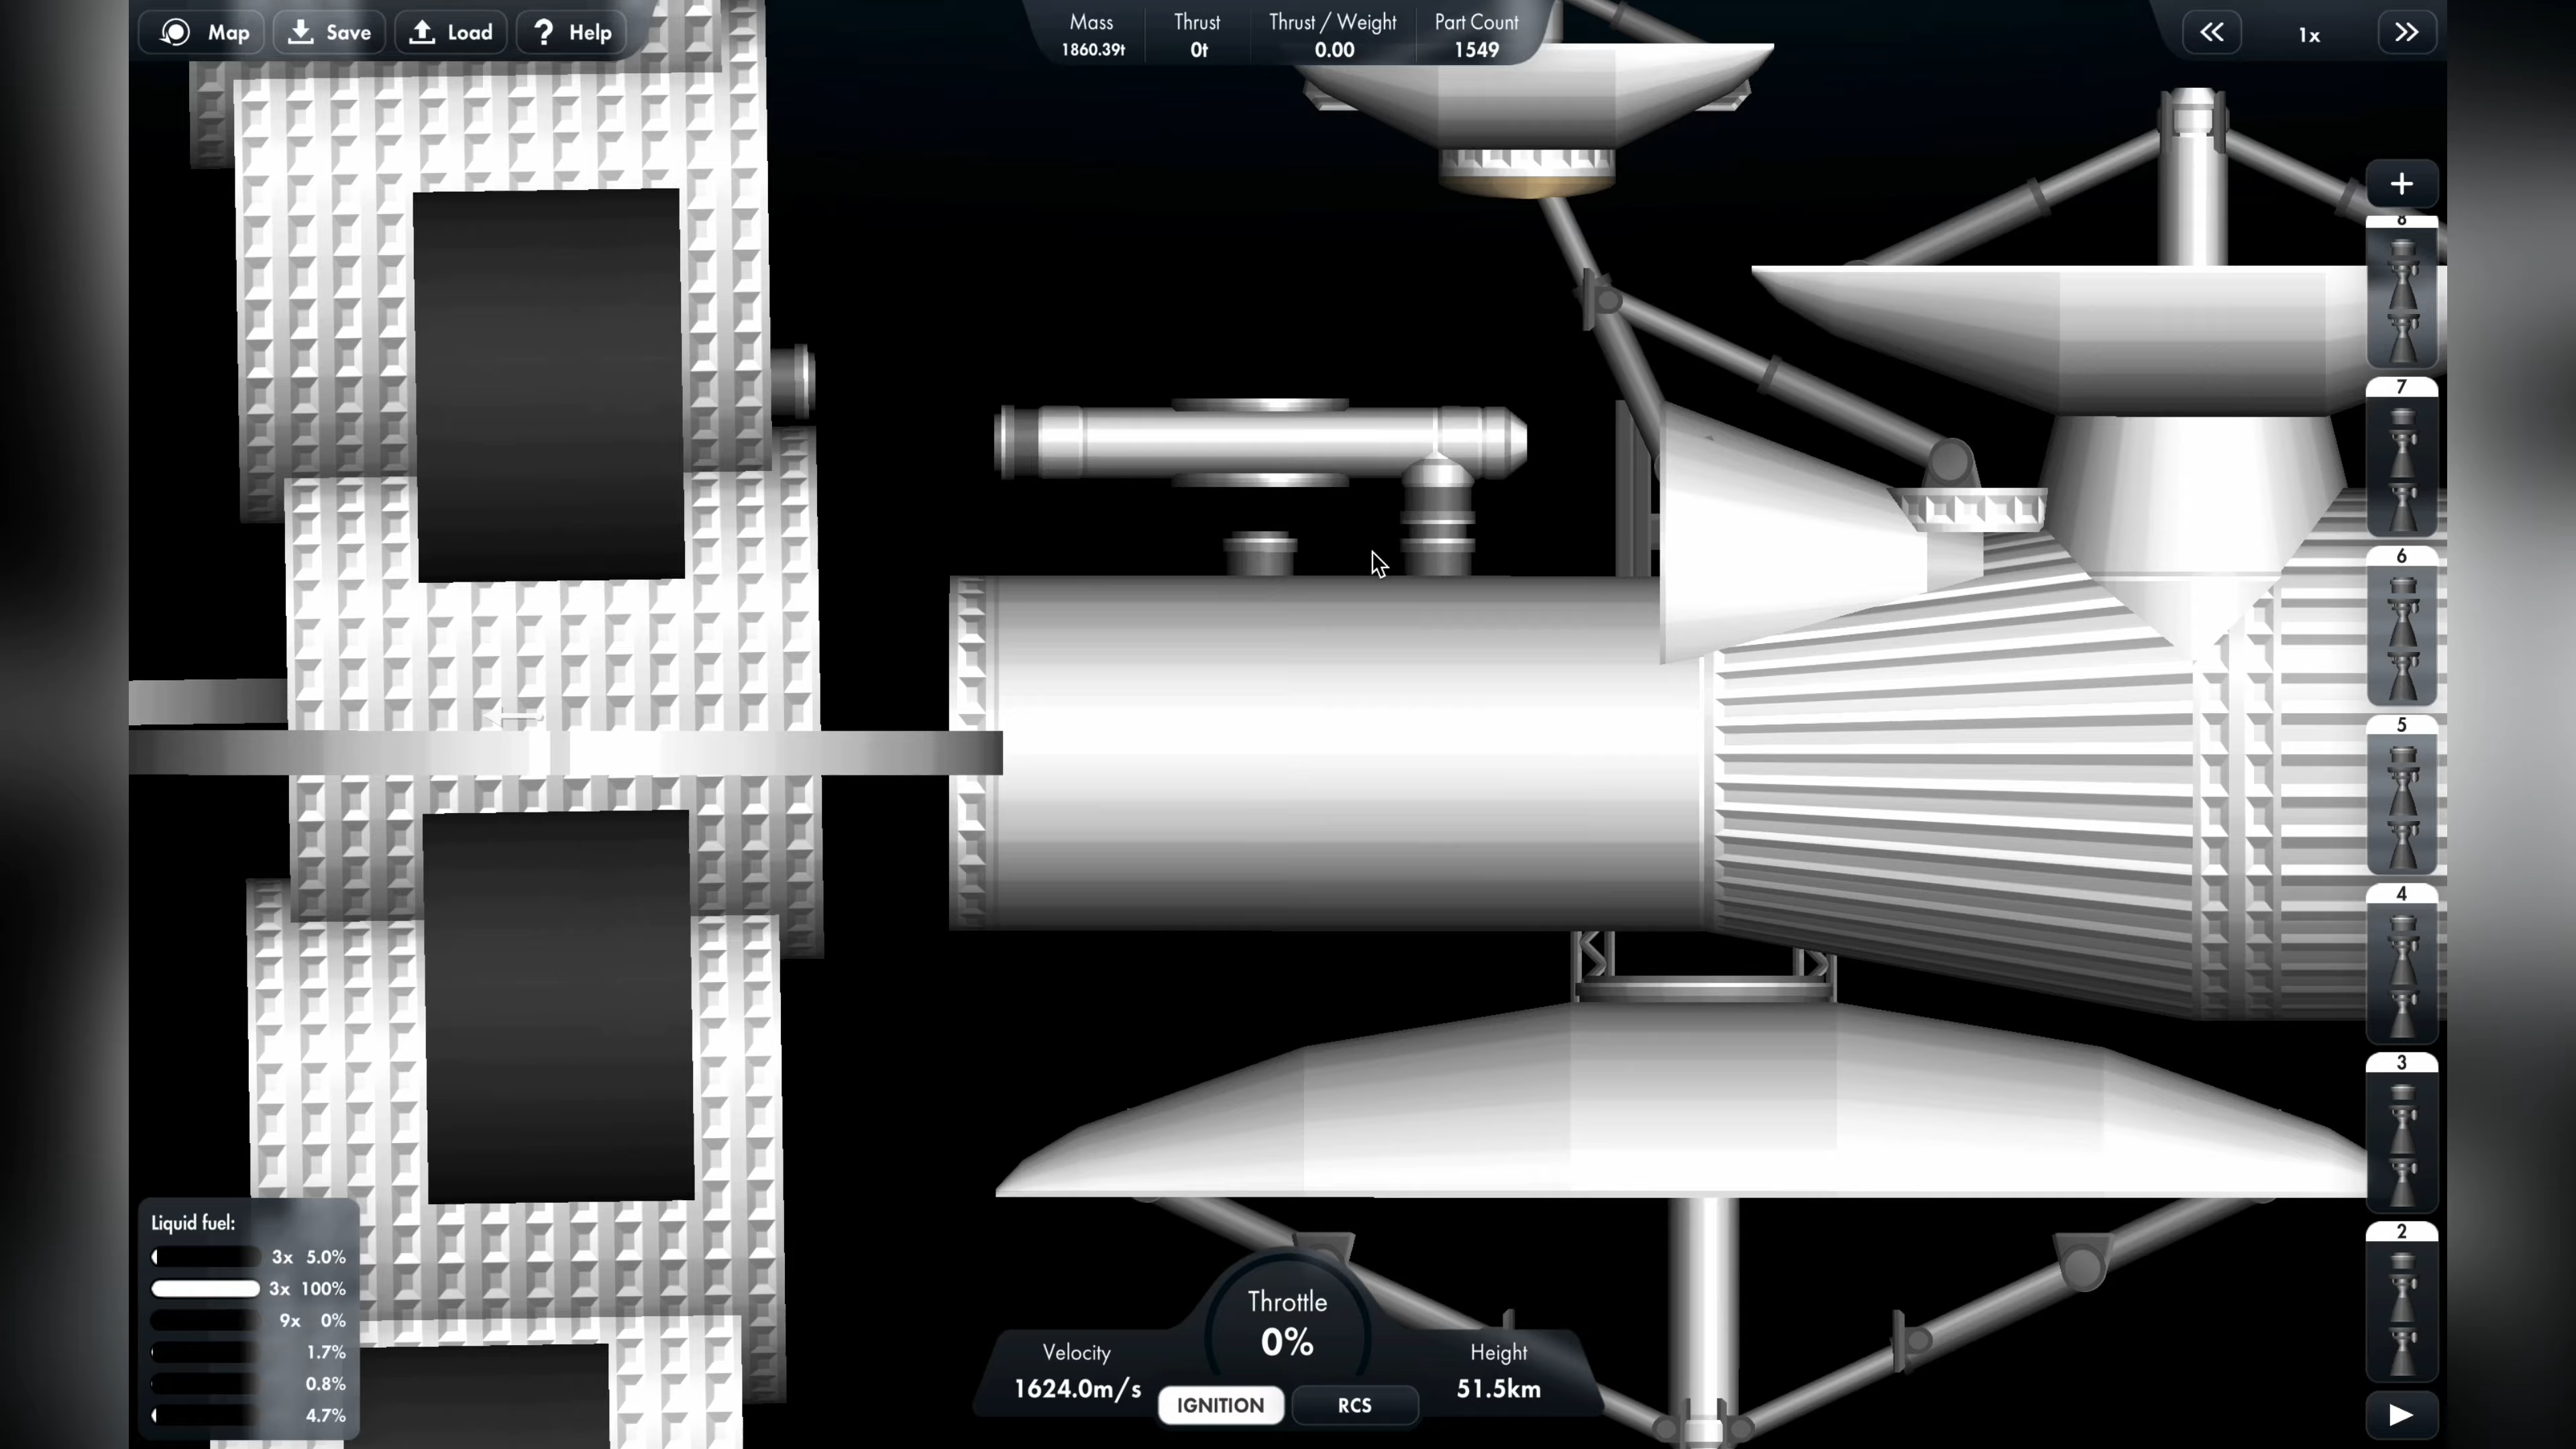 Map Save Load Help
Mass Thrust Thrust / Weight Part Count
1860.39t 0t 0.00 1549
1x
8
7
6
5
4
3
2
Liquid fuel:
3x 5.0%
3x 100%
9x 0%
1.7%
0.8%
4.7%
Throttle
0%
Velocity
1624.0m/s
Height
51.5km
IGNITION RCS